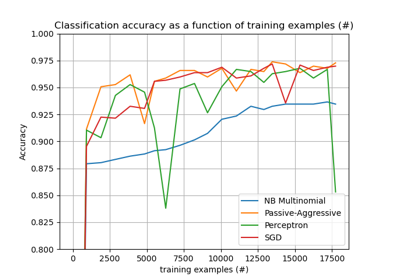 Classification accuracy as a function of training examples (#)
1.000
0.975
0.950
0.925
0.900
0.875
0.850
0.825
0.800
Accuracy
0 2500 5000 7500 10000 12500 15000 17500
training examples (#)
NB Multinomial
Passive-Aggressive
Perceptron
SGD